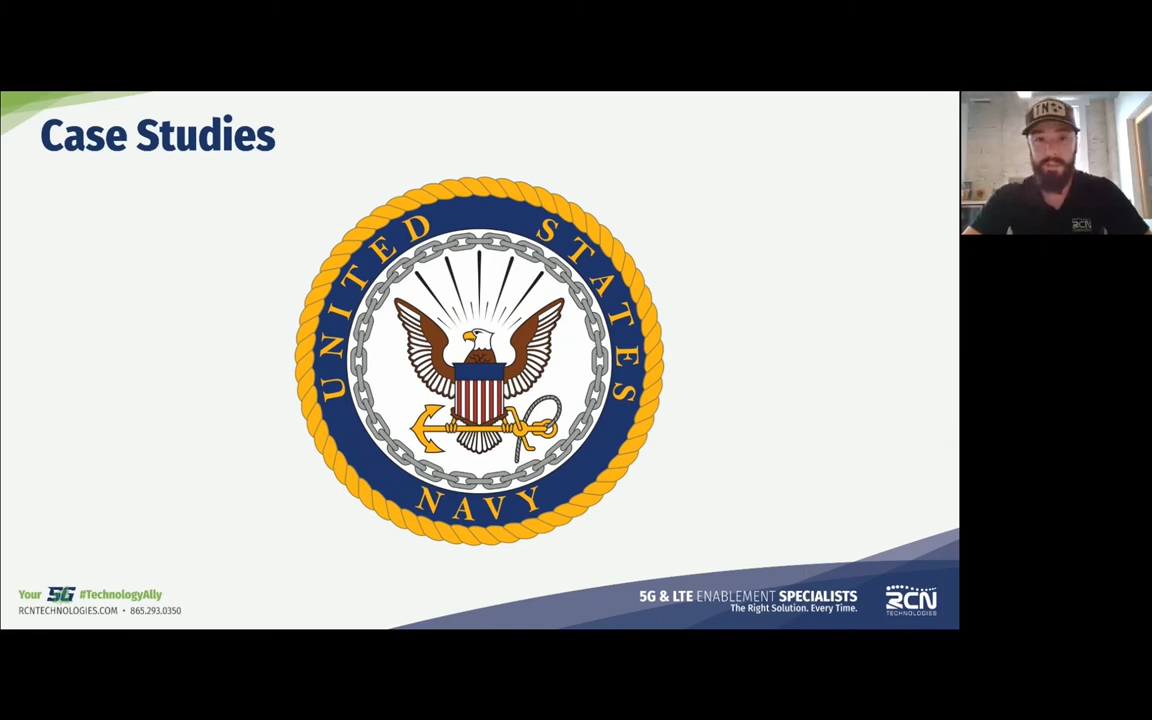 Case Studies
UNITED STATES
NAVY
Your 5G #TechnologyAlly
RCNTECHNOLOGIES.COM • 865.293.0350
5G & LTE ENABLEMENT SPECIALISTS
The Right Solution. Every Time.
RCN
TECHNOLOGIES
RCN